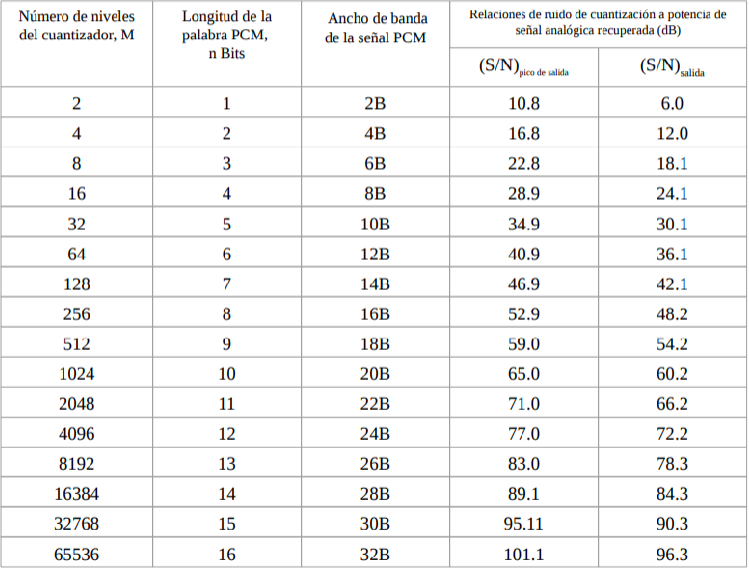 Número de niveles del cuantizador, M | Longitud de la palabra PCM, n Bits | Ancho de banda de la señal PCM | Relaciones de ruido de cuantización a potencia de señal analógica recuperada (dB)
(S/N)pico de salida | (S/N)salida
2 | 1 | 2B | 10.8 | 6.0
4 | 2 | 4B | 16.8 | 12.0
8 | 3 | 6B | 22.8 | 18.1
16 | 4 | 8B | 28.9 | 24.1
32 | 5 | 10B | 34.9 | 30.1
64 | 6 | 12B | 40.9 | 36.1
128 | 7 | 14B | 46.9 | 42.1
256 | 8 | 16B | 52.9 | 48.2
512 | 9 | 18B | 59.0 | 54.2
1024 | 10 | 20B | 65.0 | 60.2
2048 | 11 | 22B | 71.0 | 66.2
4096 | 12 | 24B | 77.0 | 72.2
8192 | 13 | 26B | 83.0 | 78.3
16384 | 14 | 28B | 89.1 | 84.3
32768 | 15 | 30B | 95.11 | 90.3
65536 | 16 | 32B | 101.1 | 96.3